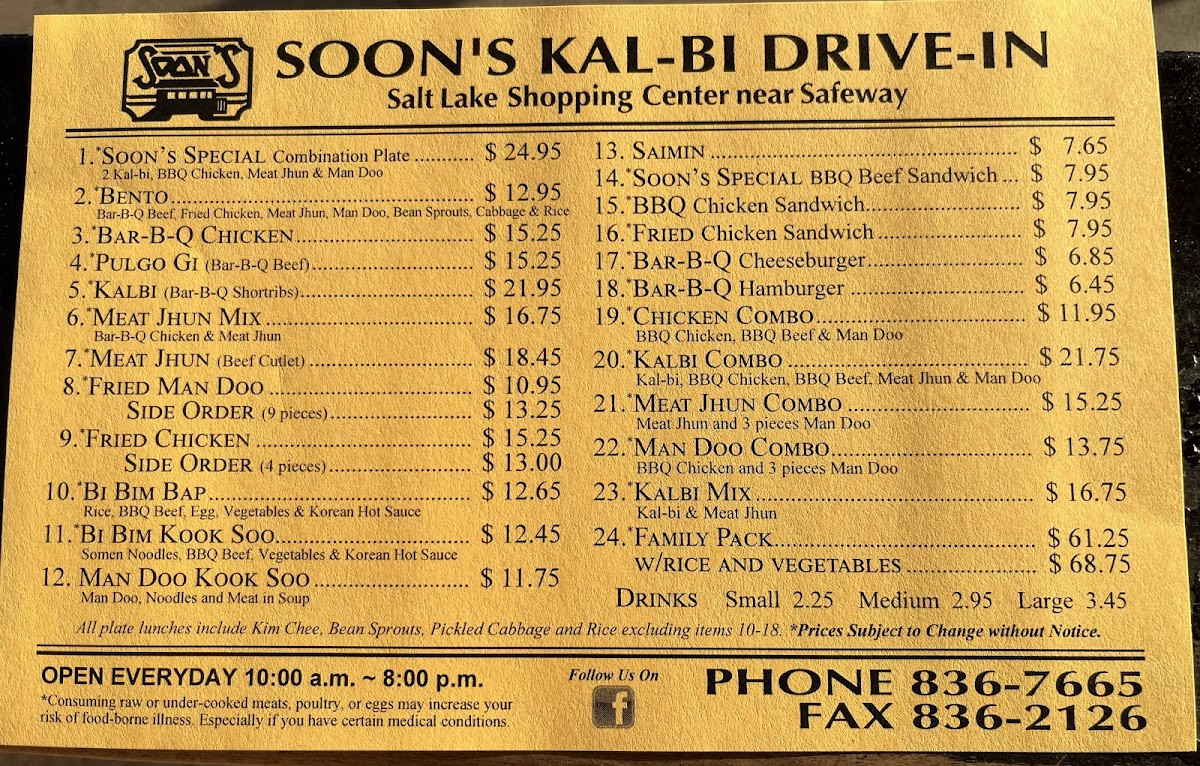 SOON'S
SOON'S KAL-BI DRIVE-IN
Salt Lake Shopping Center near Safeway
1.*SOON'S SPECIAL Combination Plate .......... $ 24.95
2 Kal-bi, BBQ Chicken, Meat Jhun & Man Doo
2.*BENTO .......... $ 12.95
Bar-B-Q Beef, Fried Chicken, Meat Jhun, Man Doo, Bean Sprouts, Cabbage & Rice
3.*BAR-B-Q CHICKEN .......... $ 15.25
4.*PULGO GI (Bar-B-Q Beef) .......... $ 15.25
5.*KALBI (Bar-B-Q Shortribs) .......... $ 21.95
6.*MEAT JHUN MIX .......... $ 16.75
Bar-B-Q Chicken & Meat Jhun
7.*MEAT JHUN (Beef Cutlet) .......... $ 18.45
8.*FRIED MAN DOO .......... $ 10.95
SIDE ORDER (9 pieces) .......... $ 13.25
9.*FRIED CHICKEN .......... $ 15.25
SIDE ORDER (4 pieces) .......... $ 13.00
10.*BI BIM BAP .......... $ 12.65
Rice, BBQ Beef, Egg, Vegetables & Korean Hot Sauce
11.*BI BIM KOOK SOO .......... $ 12.45
Somen Noodles, BBQ Beef, Vegetables & Korean Hot Sauce
12. MAN DOO KOOK SOO .......... $ 11.75
Man Doo, Noodles and Meat in Soup
13. SAIMIN .......... $ 7.65
14.*SOON'S SPECIAL BBQ Beef Sandwich ... $ 7.95
15.*BBQ Chicken Sandwich .......... $ 7.95
16.*FRIED Chicken Sandwich .......... $ 7.95
17.*BAR-B-Q Cheeseburger .......... $ 6.85
18.*BAR-B-Q Hamburger .......... $ 6.45
19.*CHICKEN COMBO .......... $ 11.95
BBQ Chicken, BBQ Beef & Man Doo
20.*KALBI COMBO .......... $ 21.75
Kal-bi, BBQ Chicken, BBQ Beef, Meat Jhun & Man Doo
21.*MEAT JHUN COMBO .......... $ 15.25
Meat Jhun and 3 pieces Man Doo
22.*MAN DOO COMBO .......... $ 13.75
BBQ Chicken and 3 pieces Man Doo
23.*KALBI MIX .......... $ 16.75
Kal-bi & Meat Jhun
24.*FAMILY PACK .......... $ 61.25
W/RICE AND VEGETABLES .......... $ 68.75
DRINKS Small 2.25 Medium 2.95 Large 3.45
All plate lunches include Kim Chee, Bean Sprouts, Pickled Cabbage and Rice excluding items 10-18. *Prices Subject to Change without Notice.
OPEN EVERYDAY 10:00 a.m. ~ 8:00 p.m.
*Consuming raw or under-cooked meats, poultry, or eggs may increase your
risk of food-borne illness. Especially if you have certain medical conditions.
Follow Us On
f
PHONE 836-7665
FAX 836-2126